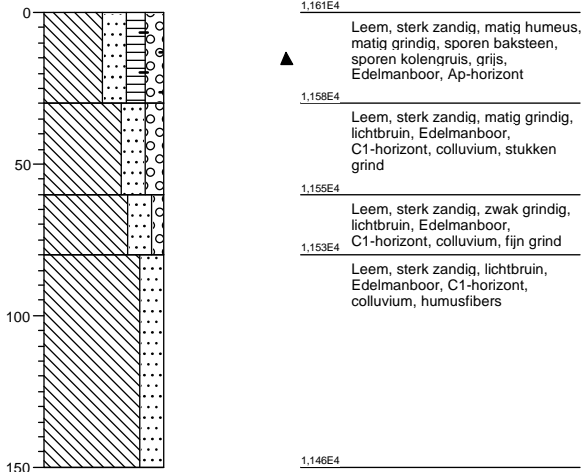 0
1,161E4
Leem, sterk zandig, matig humeus,
matig grindig, sporen baksteen,
sporen kolengruis, grijs,
Edelmanboor, Ap-horizont
1,158E4
Leem, sterk zandig, matig grindig,
lichtbruin, Edelmanboor,
C1-horizont, colluvium, stukken
grind
50
1,155E4
Leem, sterk zandig, zwak grindig,
lichtbruin, Edelmanboor,
C1-horizont, colluvium, fijn grind
1,153E4
Leem, sterk zandig, lichtbruin,
Edelmanboor, C1-horizont,
colluvium, humusfibers
100
150
1,146E4